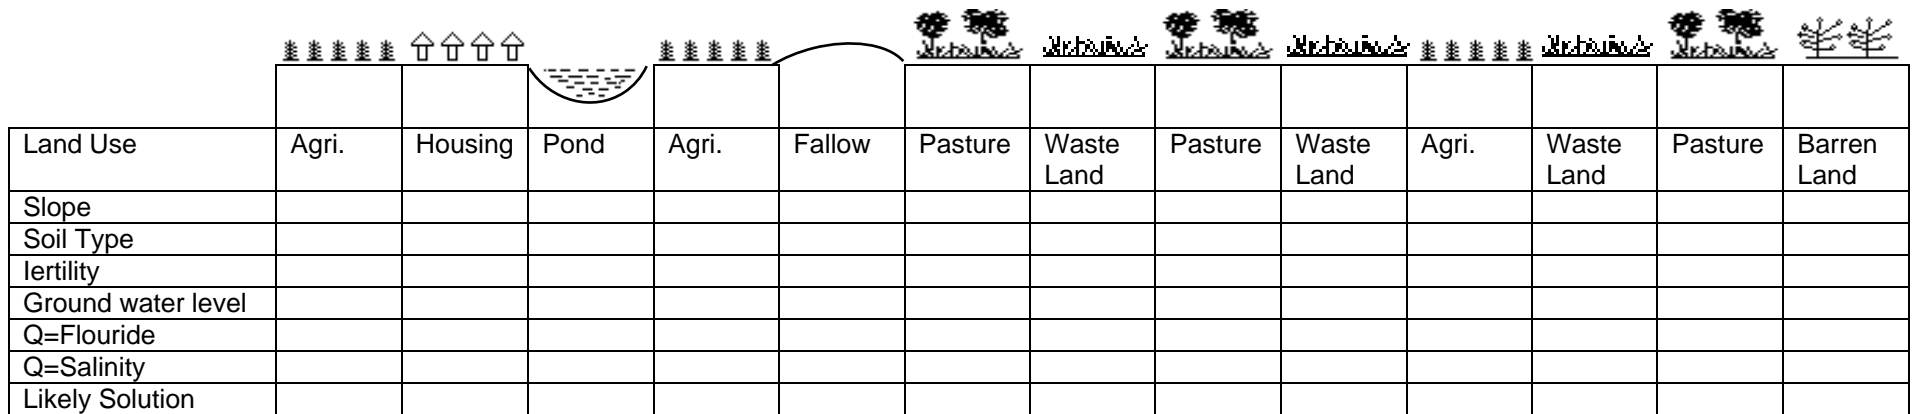 Land Use Agri. Housing Pond Agri. Fallow Pasture Waste Land Pasture Waste Land Agri. Waste Land Pasture Barren Land
Slope
Soil Type
Iertility
Ground water level
Q=Flouride
Q=Salinity
Likely Solution